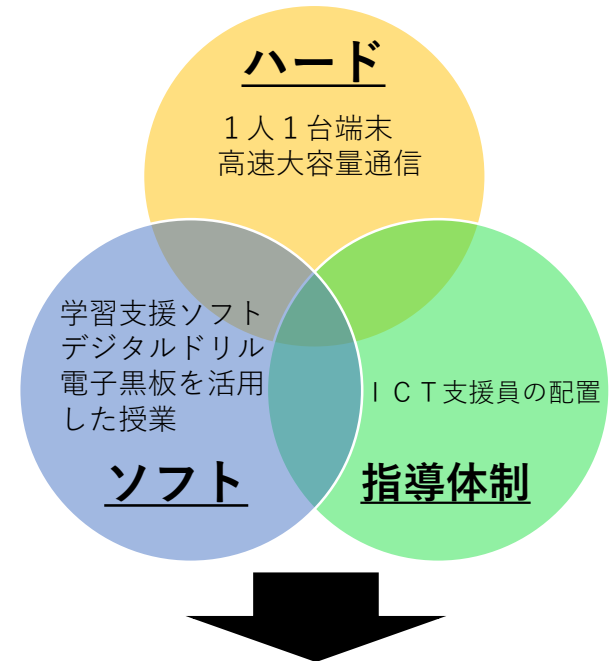 ハード
１人１台端末
高速大容量通信
学習支援ソフト
デジタルドリル
電子黒板を活用
した授業
ソフト
ＩＣＴ支援員の配置
指導体制